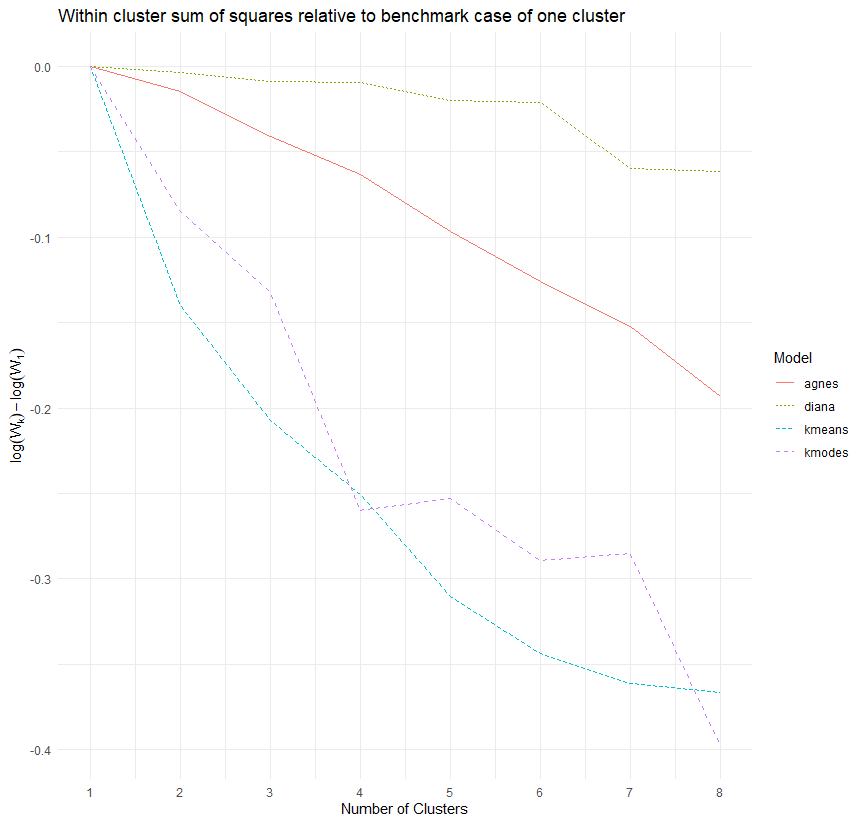 Within cluster sum of squares relative to benchmark case of one cluster
0.0
-0.1
-0.2
-0.3
-0.4
log(Wk)−log(W1)
1 2 3 4 5 6 7 8
Number of Clusters
Model
agnes
diana
kmeans
kmodes